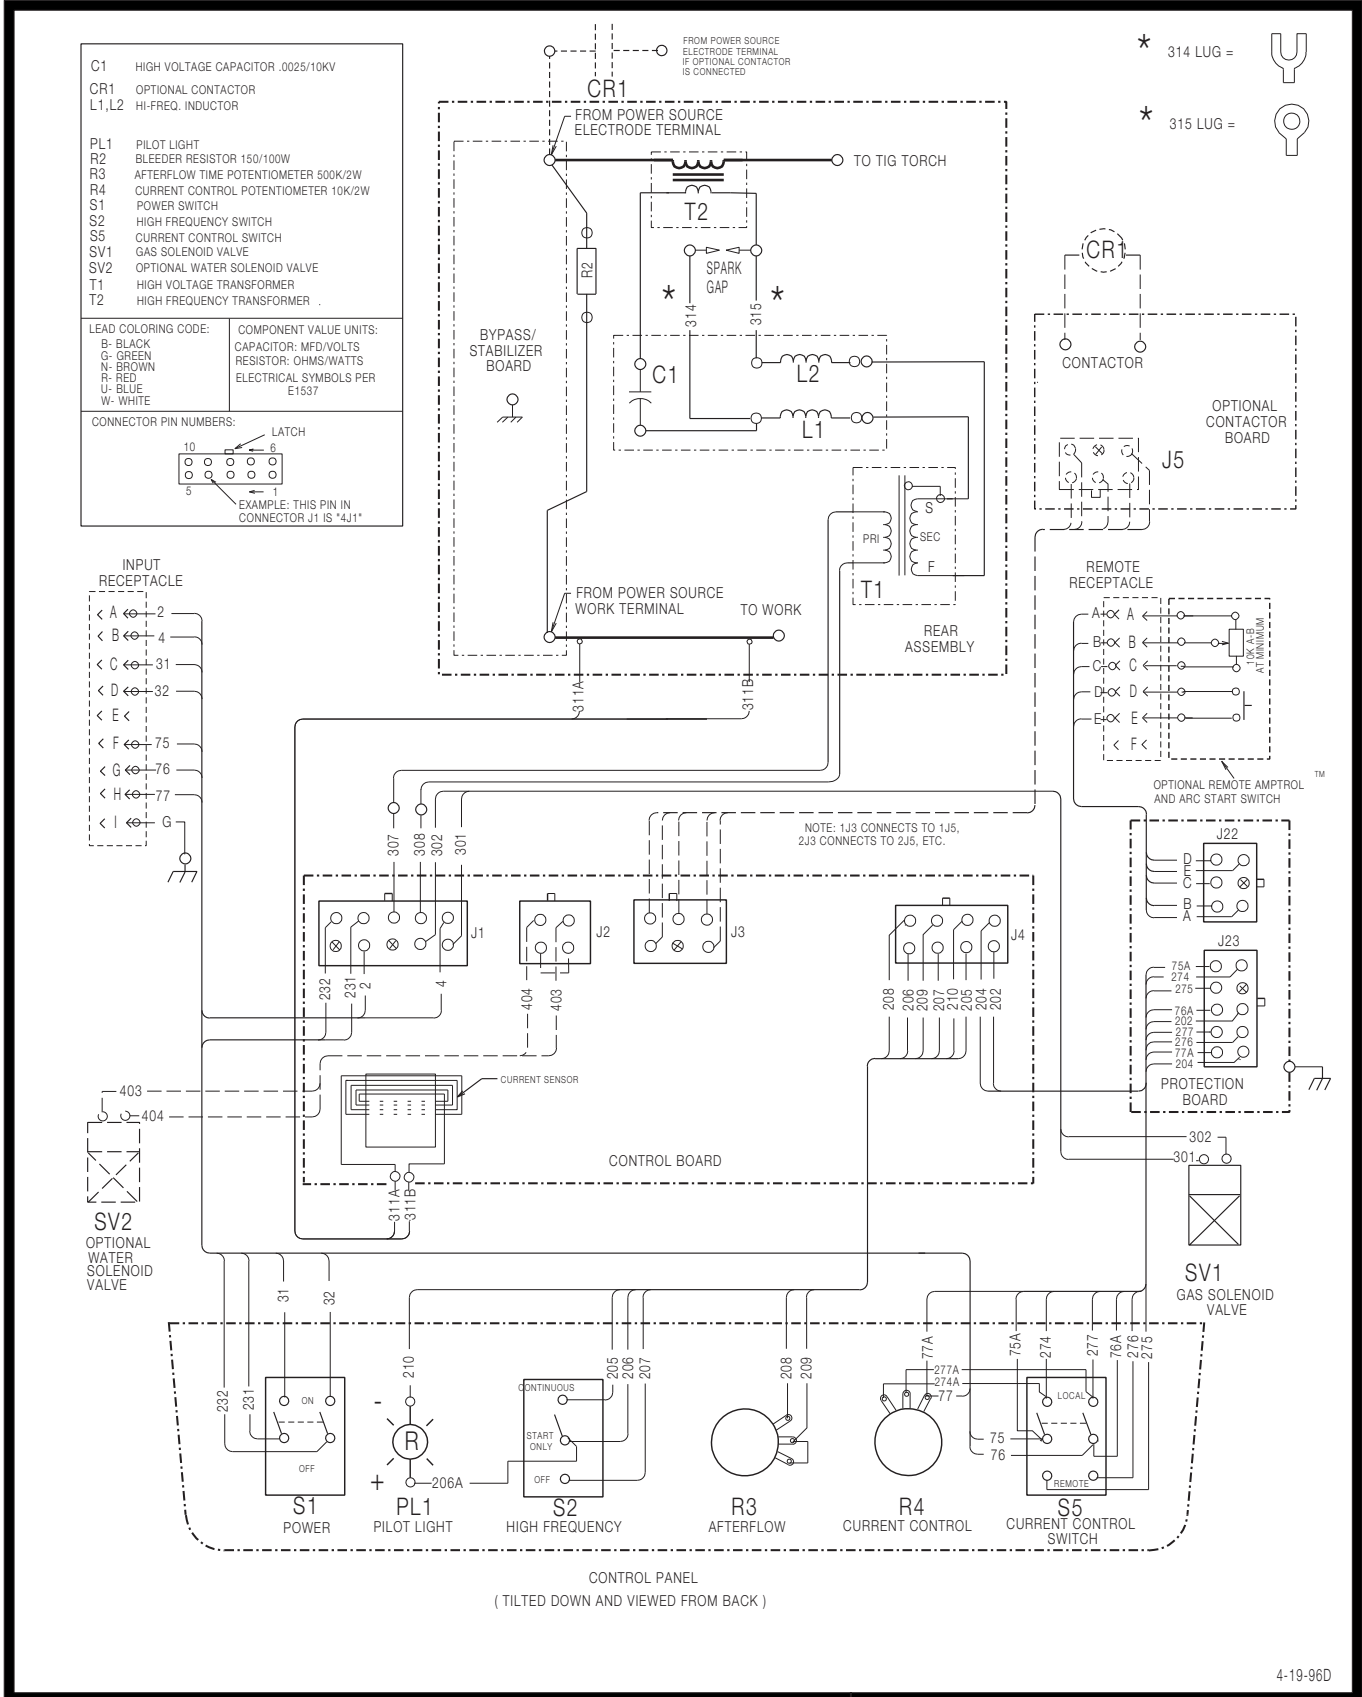 C1 HIGH VOLTAGE CAPACITOR .0025/10KV
CR1 OPTIONAL CONTACTOR
L1,L2 HI-FREQ. INDUCTOR
PL1 PILOT LIGHT
R2 BLEEDER RESISTOR 150/100W
R3 AFTERFLOW TIME POTENTIOMETER 500K/2W
R4 CURRENT CONTROL POTENTIOMETER 10K/2W
S1 POWER SWITCH
S2 HIGH FREQUENCY SWITCH
S5 CURRENT CONTROL SWITCH
SV1 GAS SOLENOID VALVE
SV2 OPTIONAL WATER SOLENOID VALVE
T1 HIGH VOLTAGE TRANSFORMER
T2 HIGH FREQUENCY TRANSFORMER .
LEAD COLORING CODE:
B- BLACK
G- GREEN
N- BROWN
R- RED
U- BLUE
W- WHITE
COMPONENT VALUE UNITS:
CAPACITOR: MFD/VOLTS
RESISTOR: OHMS/WATTS
ELECTRICAL SYMBOLS PER
E1537
CONNECTOR PIN NUMBERS:
LATCH
10
6
5
1
EXAMPLE: THIS PIN IN
CONNECTOR J1 IS "4J1"
FROM POWER SOURCE
ELECTRODE TERMINAL
IF OPTIONAL CONTACTOR
IS CONNECTED
CR1
* 314 LUG =
* 315 LUG =
FROM POWER SOURCE
ELECTRODE TERMINAL
TO TIG TORCH
T2
R2
SPARK
GAP
*
*
314
315
BYPASS/
STABILIZER
BOARD
C1
L2
L1
S
PRI
SEC
F
T1
FROM POWER SOURCE
WORK TERMINAL
TO WORK
REAR
ASSEMBLY
311A
311B
CR1
CONTACTOR
OPTIONAL
CONTACTOR
BOARD
J5
INPUT
RECEPTACLE
A 2
B 4
C 31
D 32
E
F 75
G 76
H 77
I G
REMOTE
RECEPTACLE
A A
B B
C C
D D
E E
F
10K A-B
AT MINIMUM
OPTIONAL REMOTE AMPTROL TM
AND ARC START SWITCH
NOTE: 1J3 CONNECTS TO 1J5,
2J3 CONNECTS TO 2J5, ETC.
307
308
302
301
J1
J2
J3
J4
232
231
2
4
404
403
208
206
209
207
210
205
204
202
J22
D
E
C
B
A
J23
75A
274
275
76A
202
277
276
77A
204
PROTECTION
BOARD
CURRENT SENSOR
CONTROL BOARD
311A
311B
403
404
SV2
OPTIONAL
WATER
SOLENOID
VALVE
302
301
SV1
GAS SOLENOID
VALVE
31
32
232
231
ON
OFF
S1
POWER
210
-
R
+
206A
PL1
PILOT LIGHT
205
206
207
CONTINUOUS
START
ONLY
OFF
S2
HIGH FREQUENCY
208
209
R3
AFTERFLOW
77A
277A
274A
77
75
76
R4
CURRENT CONTROL
75A
274
277
76A
276
275
LOCAL
REMOTE
S5
CURRENT CONTROL
SWITCH
CONTROL PANEL
( TILTED DOWN AND VIEWED FROM BACK )
4-19-96D